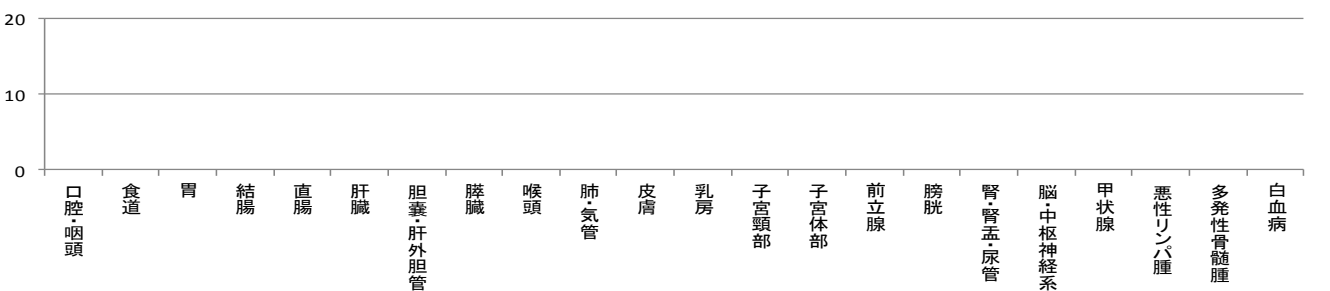 20
10
0
口腔・咽頭
食道
胃
結腸
直腸
肝臓
胆嚢・肝外胆管
膵臓
喉頭
肺・気管
皮膚
乳房
子宮頸部
子宮体部
前立腺
膀胱
腎・腎盂・尿管
脳・中枢神経系
甲状腺
悪性リンパ腫
多発性骨髄腫
白血病